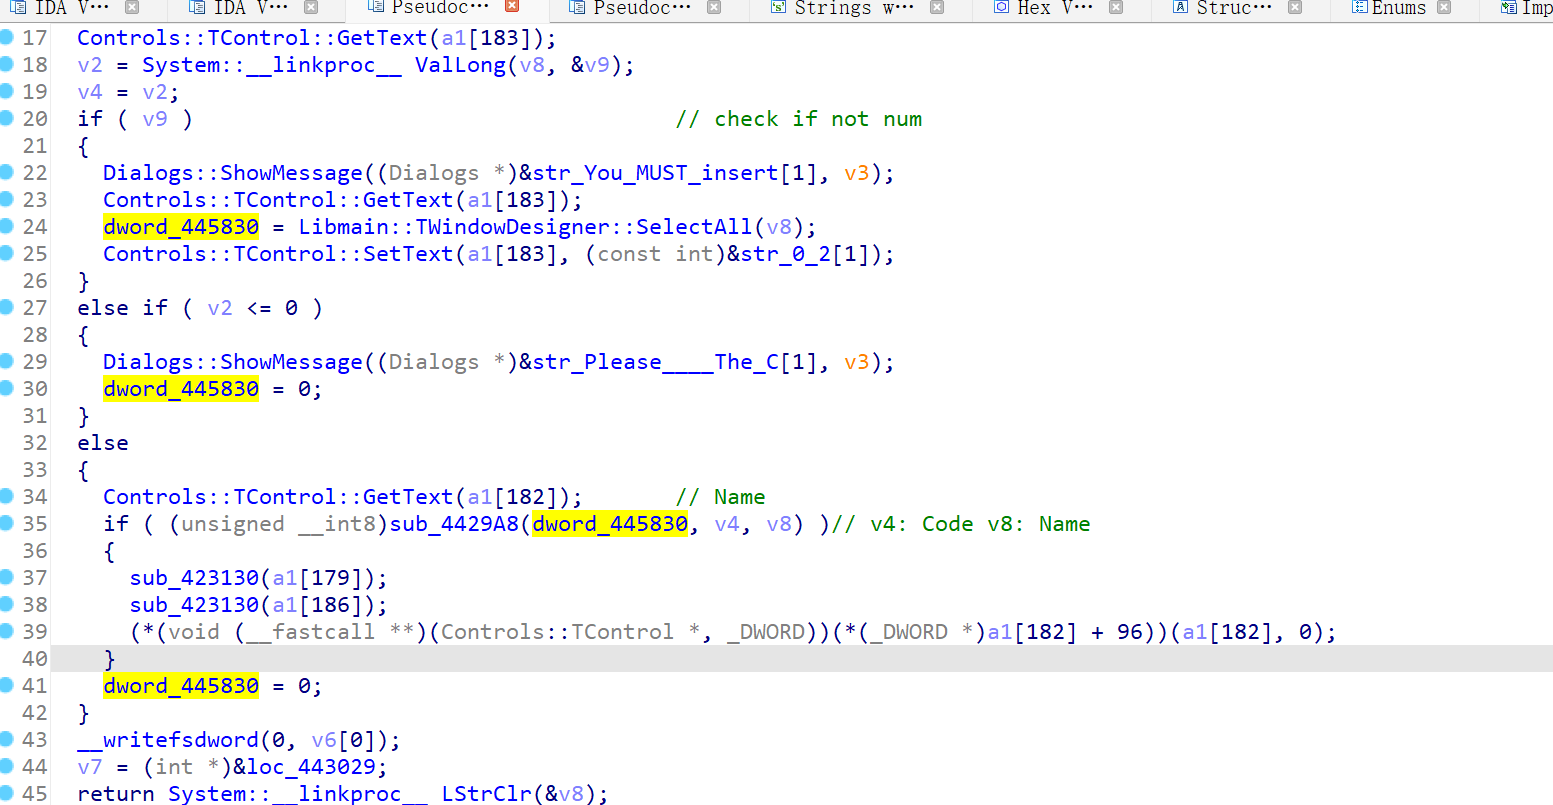 IDA V··· IDA V··· Pseudoc··· Pseudoc··· Strings w··· Hex V··· Struc··· Enums Imp
17 Controls::TControl::GetText(a1[183]);
18 v2 = System::__linkproc__ ValLong(v8, &v9);
19 v4 = v2;
20 if ( v9 ) // check if not num
21 {
22 Dialogs::ShowMessage((Dialogs *)&str_You_MUST_insert[1], v3);
23 Controls::TControl::GetText(a1[183]);
24 dword_445830 = Libmain::TWindowDesigner::SelectAll(v8);
25 Controls::TControl::SetText(a1[183], (const int)&str_0_2[1]);
26 }
27 else if ( v2 <= 0 )
28 {
29 Dialogs::ShowMessage((Dialogs *)&str_Please____The_C[1], v3);
30 dword_445830 = 0;
31 }
32 else
33 {
34 Controls::TControl::GetText(a1[182]); // Name
35 if ( (unsigned __int8)sub_4429A8(dword_445830, v4, v8) )// v4: Code v8: Name
36 {
37 sub_423130(a1[179]);
38 sub_423130(a1[186]);
39 (*(void (__fastcall **)(Controls::TControl *, _DWORD))(*(_DWORD *)a1[182] + 96))(a1[182], 0);
40 }
41 dword_445830 = 0;
42 }
43 __writefsdword(0, v6[0]);
44 v7 = (int *)&loc_443029;
45 return System::__linkproc__ LStrClr(&v8);